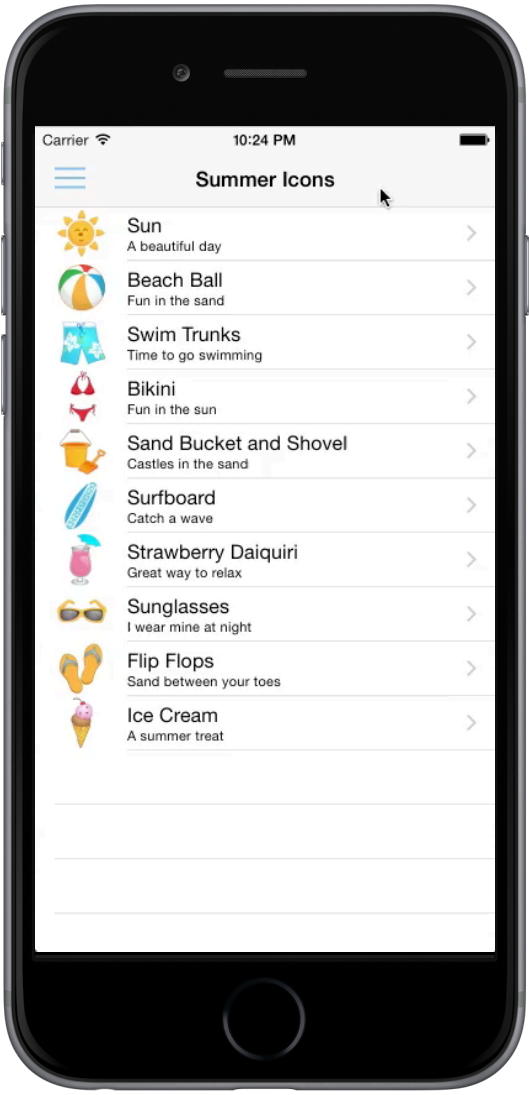 Carrier 10:24 PM
Summer Icons
Sun
A beautiful day
Beach Ball
Fun in the sand
Swim Trunks
Time to go swimming
Bikini
Fun in the sun
Sand Bucket and Shovel
Castles in the sand
Surfboard
Catch a wave
Strawberry Daiquiri
Great way to relax
Sunglasses
I wear mine at night
Flip Flops
Sand between your toes
Ice Cream
A summer treat